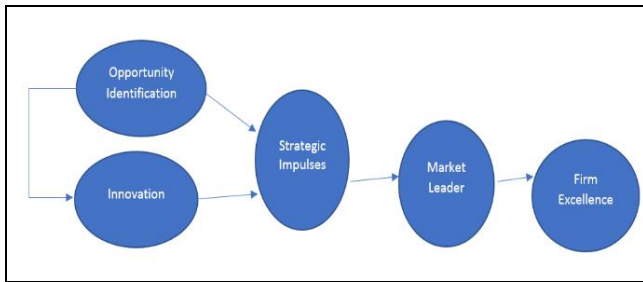 Opportunity
Identification
Innovation
Strategic
Impulses
Market
Leader
Firm
Excellence